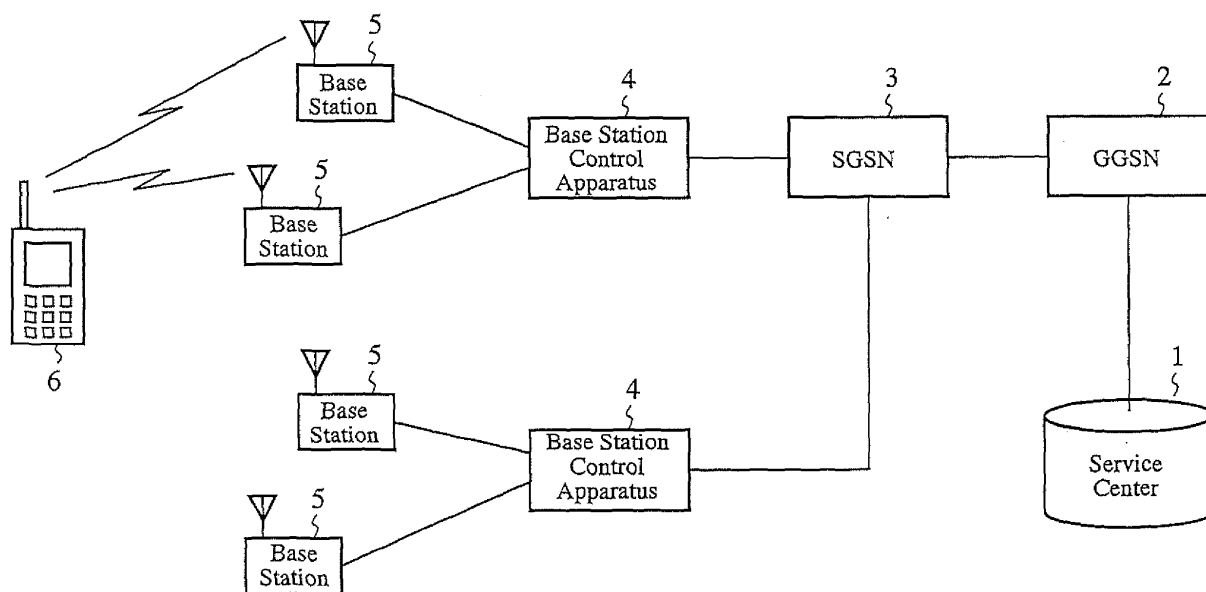 5
Base
Station
4
Base Station
Control
Apparatus
3
SGSN
2
GGSN
5
Base
Station
6
5
Base
Station
4
Base Station
Control
Apparatus
1
Service
Center
5
Base
Station